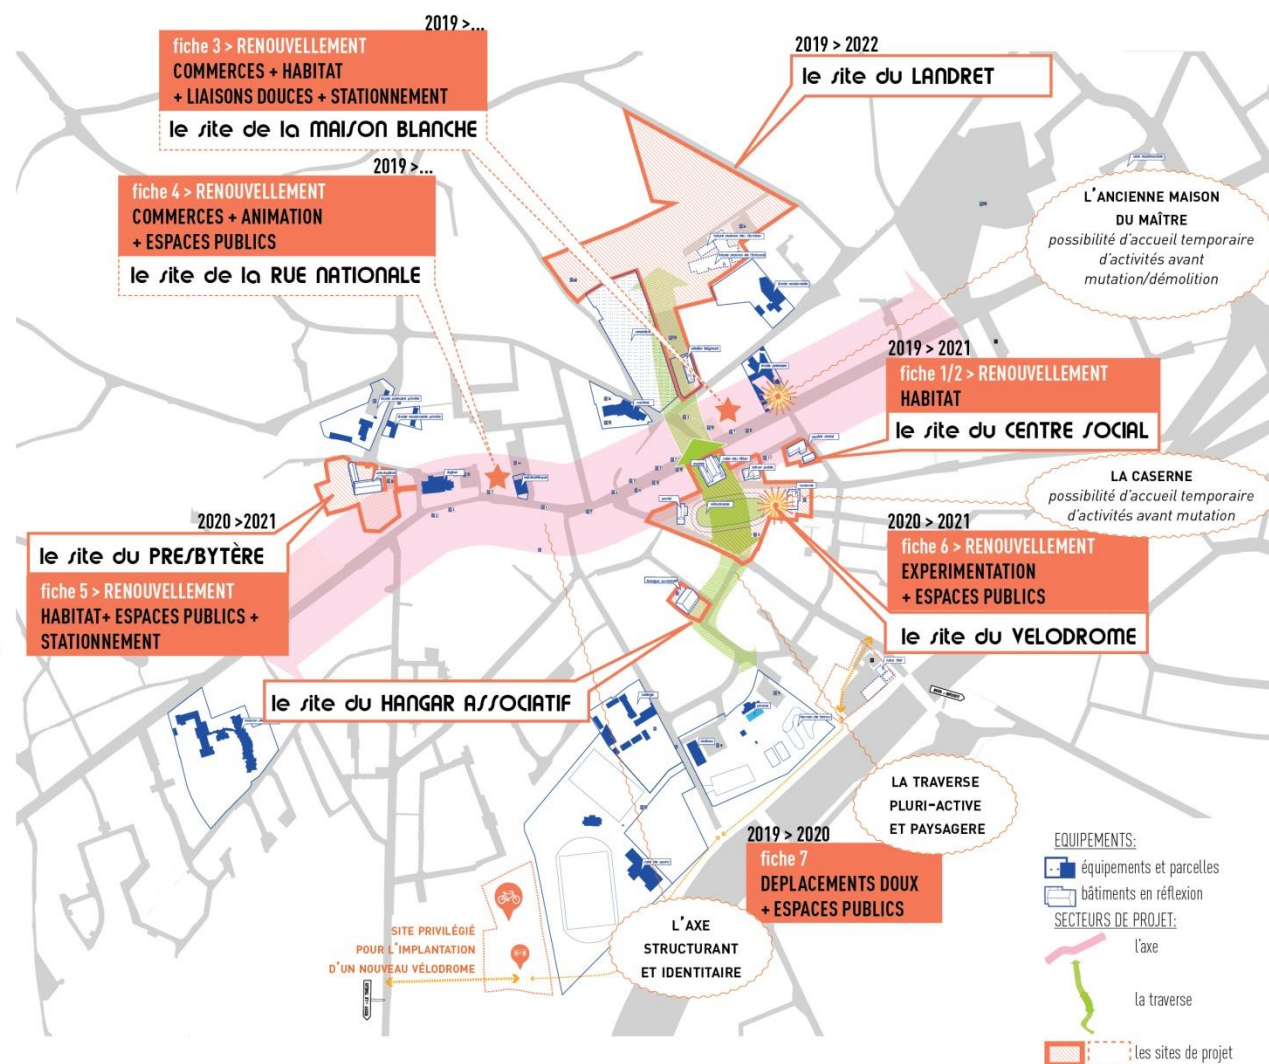 2019 >...
fiche 3 > RENOUVELLEMENT
COMMERCES + HABITAT
+ LIAISONS DOUCES + STATIONNEMENT
le site de la MAISON BLANCHE
2019 > 2022
le site du LANDRET
2019 >...
fiche 4 > RENOUVELLEMENT
COMMERCES + ANIMATION
+ ESPACES PUBLICS
le site de la RUE NATIONALE
L'ANCIENNE MAISON
DU MAÎTRE
possibilité d'accueil temporaire
d'activités avant
mutation/démolition
2019 > 2021
fiche 1/2 > RENOUVELLEMENT
HABITAT
le site du CENTRE SOCIAL
LA CASERNE
possibilité d'accueil temporaire
d'activités avant mutation
2020 >2021
le site du PRESBYTÈRE
fiche 5 > RENOUVELLEMENT
HABITAT+ ESPACES PUBLICS +
STATIONNEMENT
2020 > 2021
fiche 6 > RENOUVELLEMENT
EXPERIMENTATION
+ ESPACES PUBLICS
le site du VELODROME
le site du HANGAR ASSOCIATIF
LA TRAVERSE
PLURI-ACTIVE
ET PAYSAGERE
2019 > 2020
fiche 7
DEPLACEMENTS DOUX
+ ESPACES PUBLICS
L'AXE
STRUCTURANT
ET IDENTITAIRE
SITE PRIVILÉGIÉ
POUR L'IMPLANTATION
D'UN NOUVEAU VÉLODROME
EQUIPEMENTS:
équipements et parcelles
bâtiments en réflexion
SECTEURS DE PROJET:
l'axe
la traverse
les sites de projet